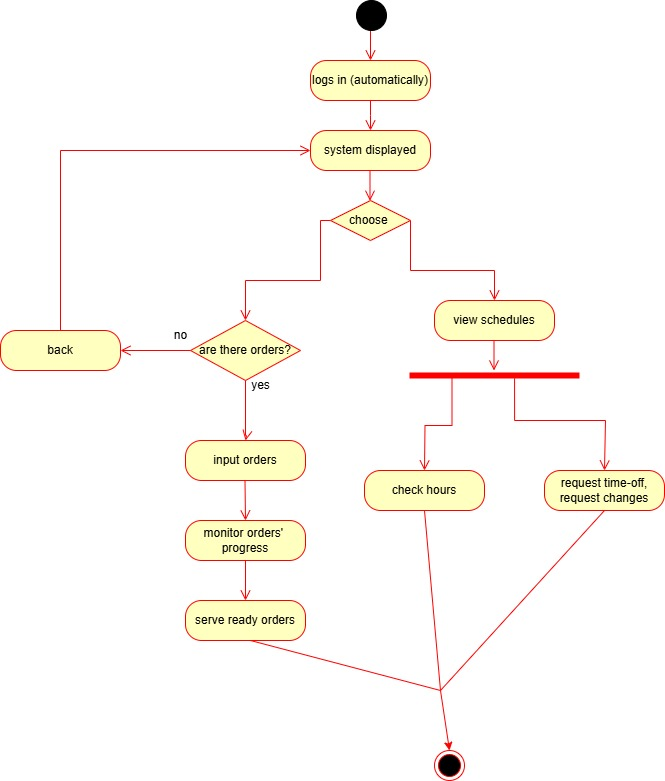 logs in (automatically)
system displayed
choose
view schedules
no
are there orders?
back
yes
input orders
check hours
request time-off,
request changes
monitor orders'
progress
serve ready orders